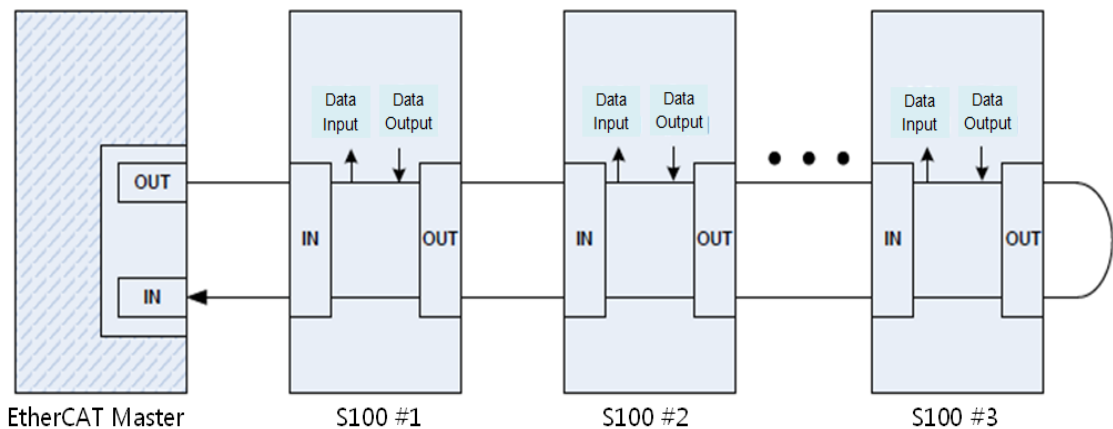 Data
Input
Data
Output
Data
Input
Data
Output
Data
Input
Data
Output
OUT
IN
IN
OUT
IN
OUT
IN
OUT
EtherCAT Master
S100 #1
S100 #2
S100 #3